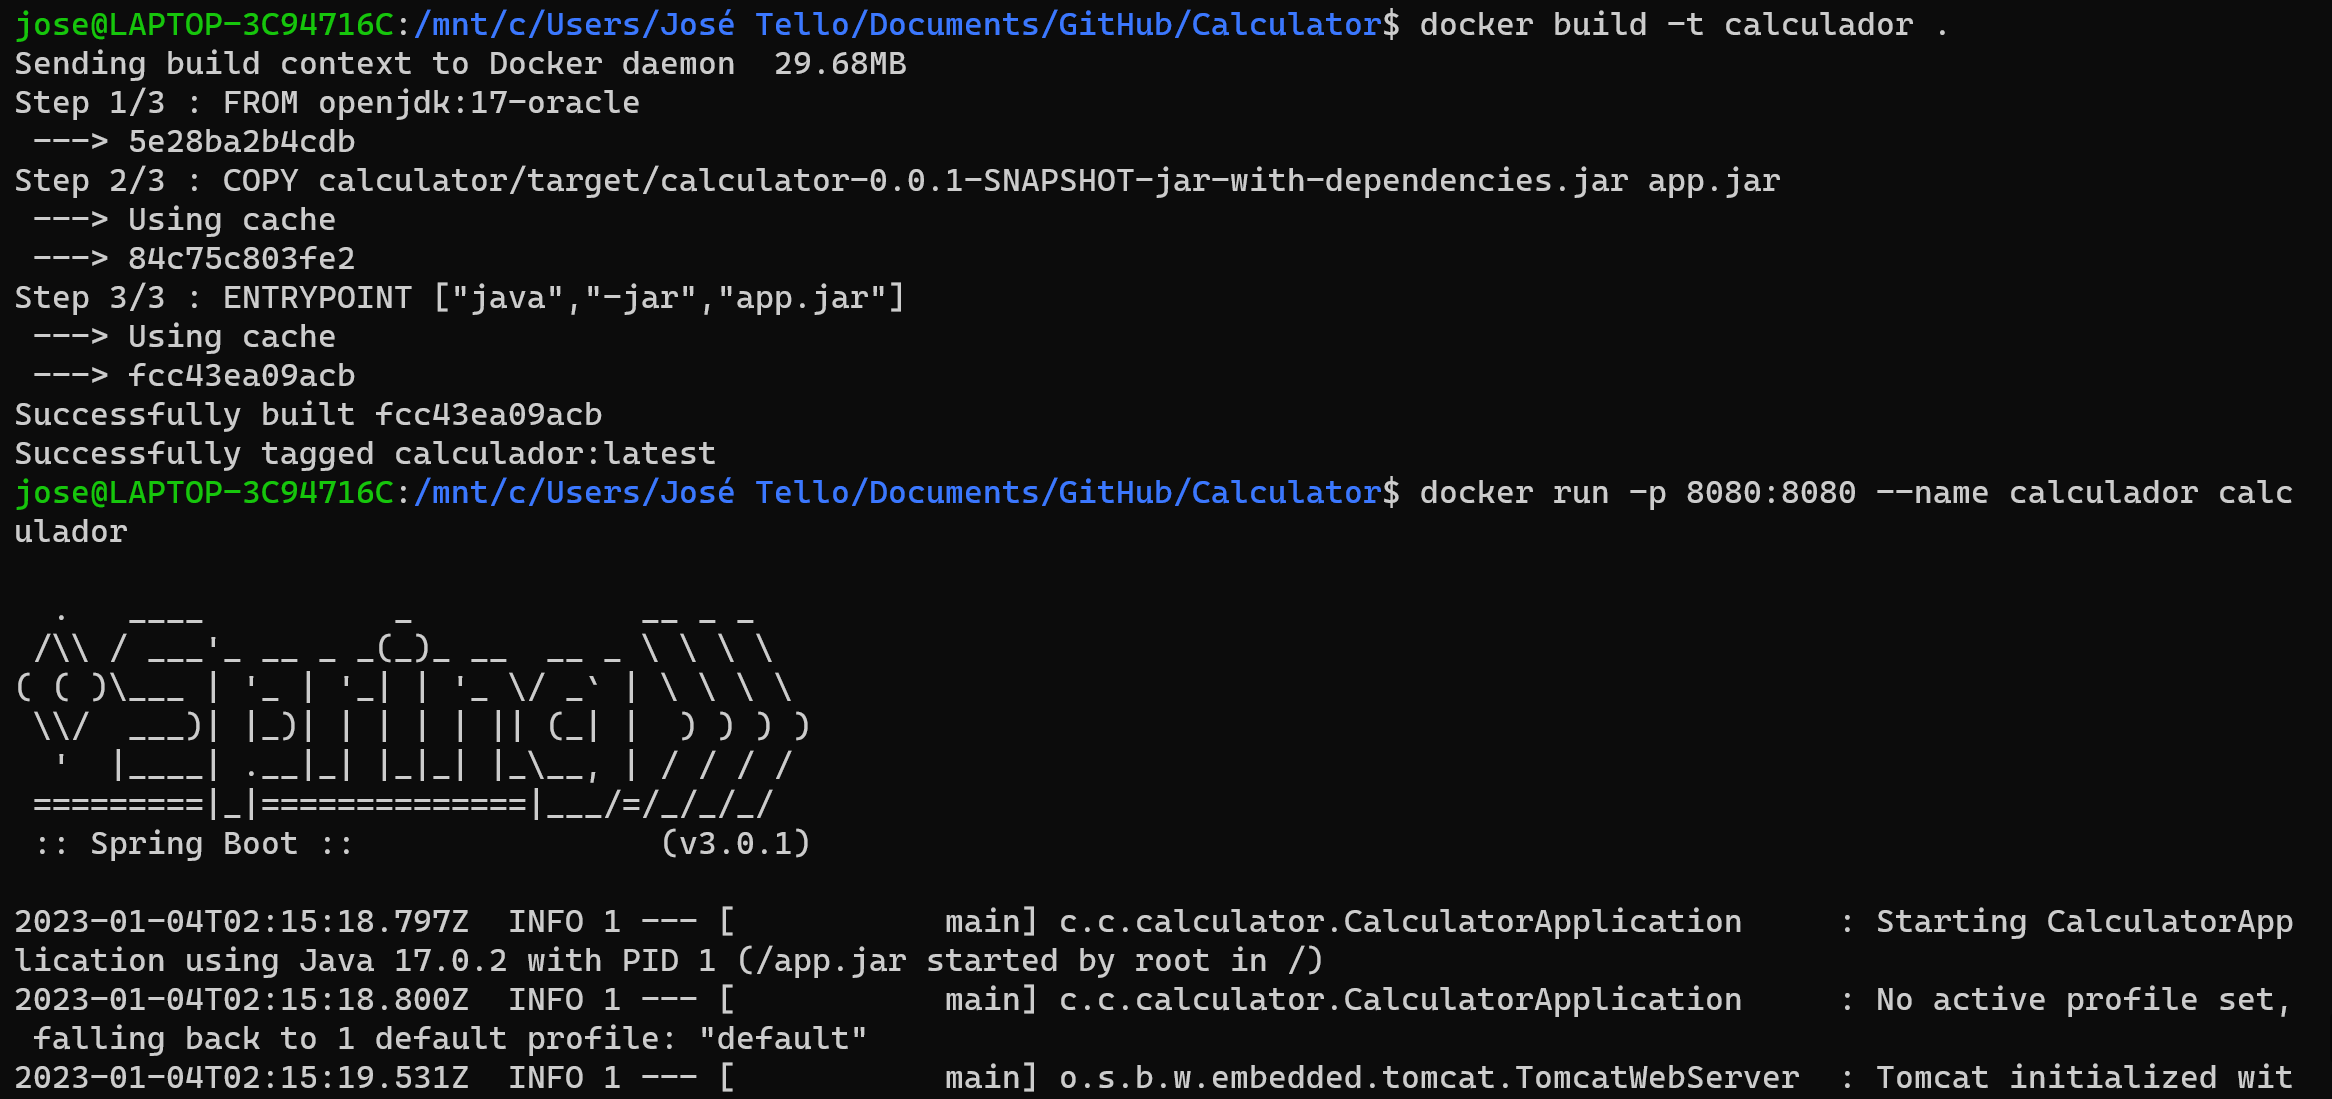 jose@LAPTOP-3C94716C:/mnt/c/Users/José Tello/Documents/GitHub/Calculator$ docker build -t calculador .
Sending build context to Docker daemon  29.68MB
Step 1/3 : FROM openjdk:17-oracle
 ---> 5e28ba2b4cdb
Step 2/3 : COPY calculator/target/calculator-0.0.1-SNAPSHOT-jar-with-dependencies.jar app.jar
 ---> Using cache
 ---> 84c75c803fe2
Step 3/3 : ENTRYPOINT ["java","-jar","app.jar"]
 ---> Using cache
 ---> fcc43ea09acb
Successfully built fcc43ea09acb
Successfully tagged calculador:latest
jose@LAPTOP-3C94716C:/mnt/c/Users/José Tello/Documents/GitHub/Calculator$ docker run -p 8080:8080 --name calculador calc
ulador
  .   ____          _            __ _ _
 /\\ / ___'_ __ _ _(_)_ __  __ _ \ \ \ \
( ( )\___ | '_ | '_| | '_ \/ _` | \ \ \ \
 \\/  ___)| |_)| | | | | || (_| |  ) ) ) )
  '  |____| .__|_| |_|_| |_\__, | / / / /
 =========|_|==============|___/=/_/_/_/
 :: Spring Boot ::                (v3.0.1)
2023-01-04T02:15:18.797Z  INFO 1 --- [           main] c.c.calculator.CalculatorApplication     : Starting CalculatorApp
lication using Java 17.0.2 with PID 1 (/app.jar started by root in /)
2023-01-04T02:15:18.800Z  INFO 1 --- [           main] c.c.calculator.CalculatorApplication     : No active profile set,
 falling back to 1 default profile: "default"
2023-01-04T02:15:19.531Z  INFO 1 --- [           main] o.s.b.w.embedded.tomcat.TomcatWebServer  : Tomcat initialized wit